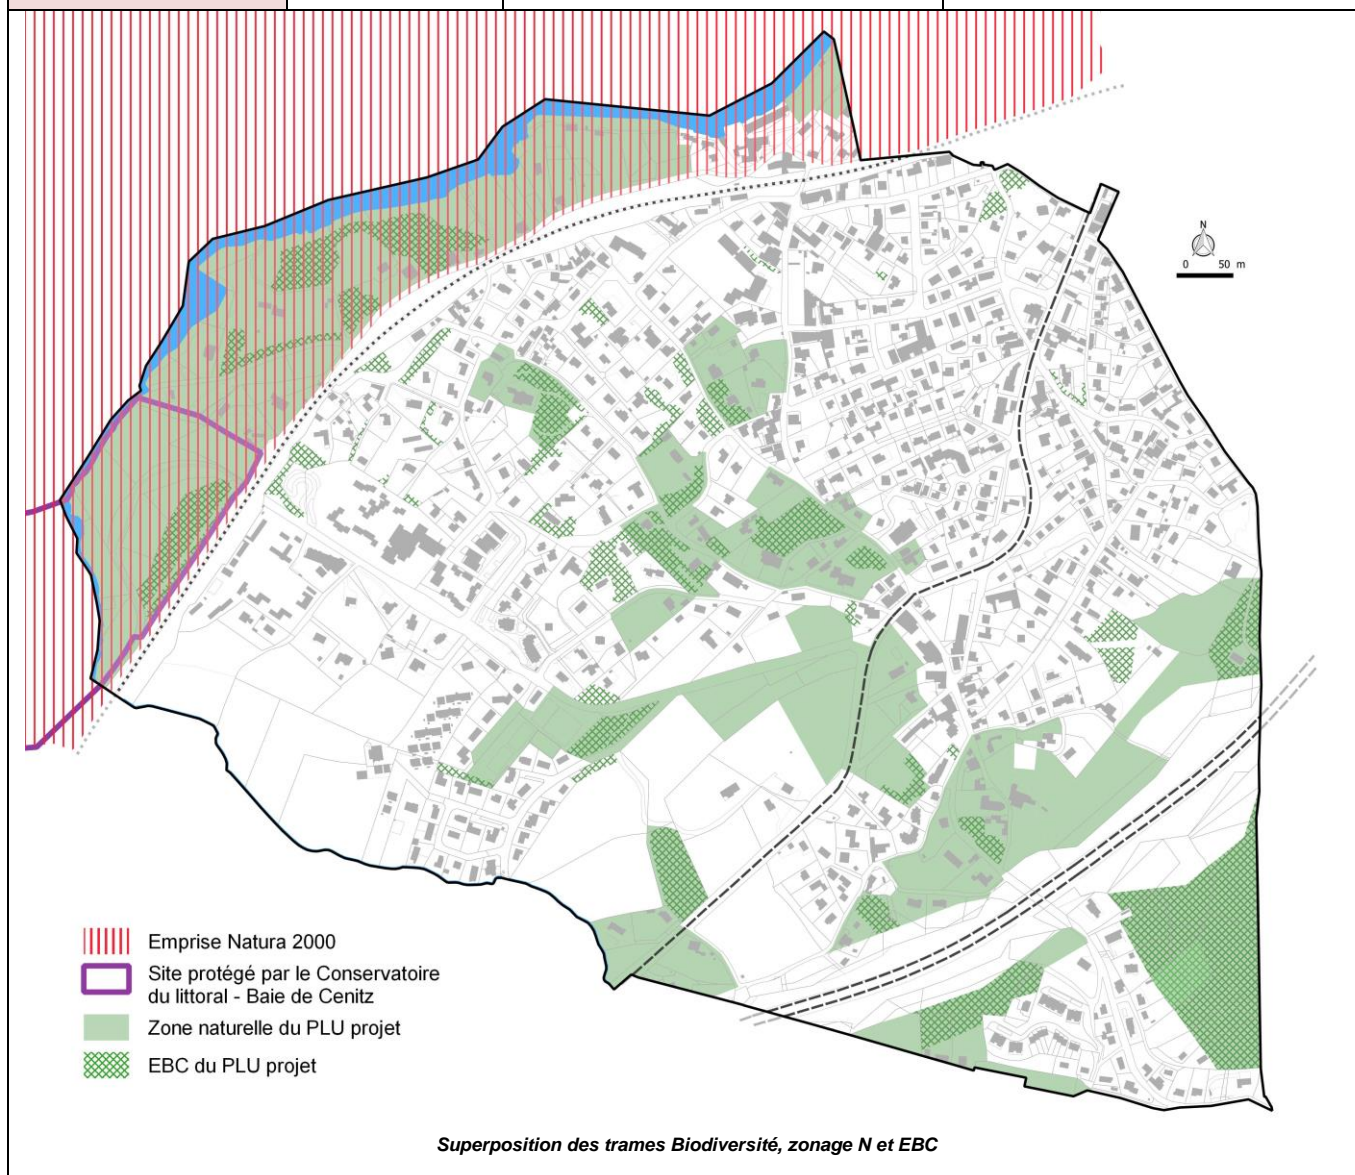 N
0 50 m
Emprise Natura 2000
Site protégé par le Conservatoire
du littoral - Baie de Cenitz
Zone naturelle du PLU projet
EBC du PLU projet
Superposition des trames Biodiversité, zonage N et EBC